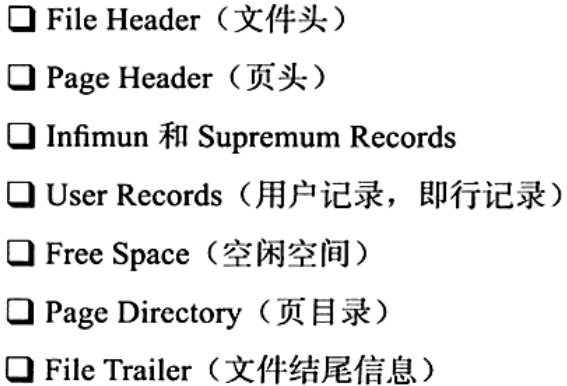 ❑ File Header（文件头）
❑ Page Header（页头）
❑ Infimun 和 Supremum Records
❑ User Records（用户记录，即行记录）
❑ Free Space（空闲空间）
❑ Page Directory（页目录）
❑ File Trailer（文件结尾信息）